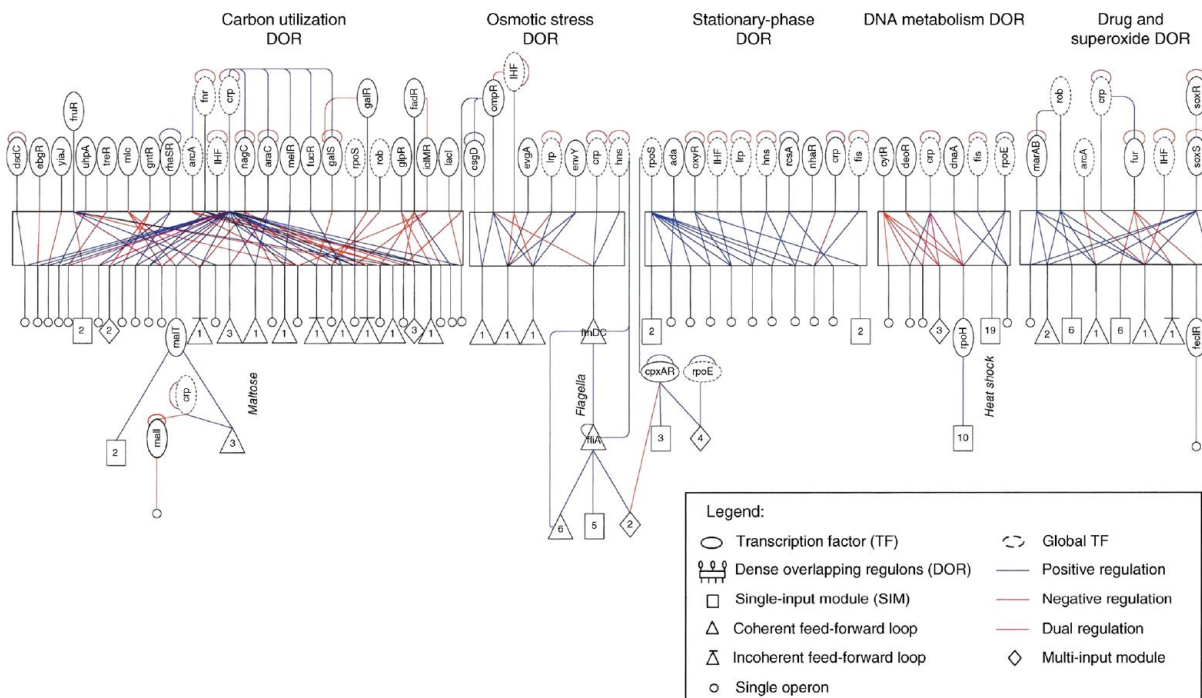 Carbon utilization
DOR
Osmotic stress
DOR
Stationary-phase
DOR
DNA metabolism DOR
Drug and
superoxide DOR
fnr
crp
IHF
fruR
galR
fadR
ompR
rob
crp
soxR
dsdC
ebgR
yiaJ
uhpA
treR
mlc
gntR
rhaSR
arcA
IHF
nagC
araC
melR
fucR
galS
rpoS
rob
glpR
iclMR
lacI
csgD
evgA
lrp
envY
crp
hns
rpoS
ada
oxyR
IHF
lrp
hns
rcsA
nhaR
crp
fis
cytR
deoR
crp
dnaA
fis
rpoE
marAB
arcA
fur
IHF
soxS
2
2
1
3
1
1
1
1
1
1
3
1
1
1
1
flhDC
2
2
3
19
2
6
1
6
1
1
malT
rpoH
fecIR
Maltose
Flagella
Heat shock
cpxAR
rpoE
crp
malI
2
3
fliA
3
4
10
6
5
2
Legend:
Transcription factor (TF)
Global TF
Dense overlapping regulons (DOR)
Positive regulation
Single-input module (SIM)
Negative regulation
Coherent feed-forward loop
Dual regulation
Incoherent feed-forward loop
Multi-input module
Single operon